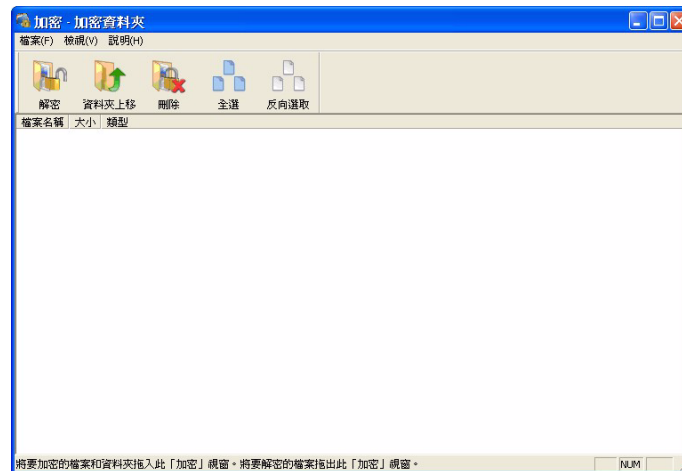 加密 - 加密資料夾
檔案(F) 檢視(V) 說明(H)
解密 資料夾上移 刪除 全選 反向選取
檔案名稱 大小 類型
將要加密的檔案和資料夾拖入此「加密」視窗。將要解密的檔案拖出此「加密」視窗。
NUM